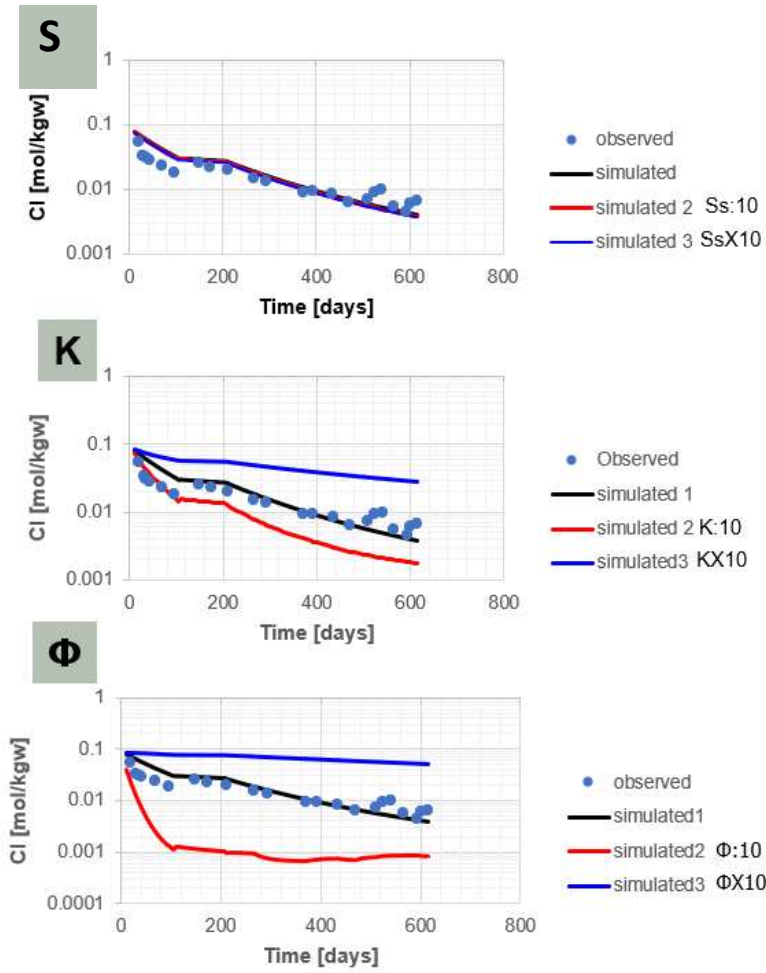 S
1
0.1
0.01
0.001
Cl [mol/kgw]
0 200 400 600 800
Time [days]
observed
simulated
simulated 2 Ss:10
simulated 3 SsX10
K
1
0.1
0.01
0.001
Cl [mol/kgw]
0 200 400 600 800
Time [days]
Observed
simulated 1
simulated 2 K:10
simulated3 KX10
Φ
1
0.1
0.01
0.001
0.0001
Cl [mol/kgw]
0 200 400 600 800
Time [days]
observed
simulated1
simulated2 Φ:10
simulated3 ΦX10